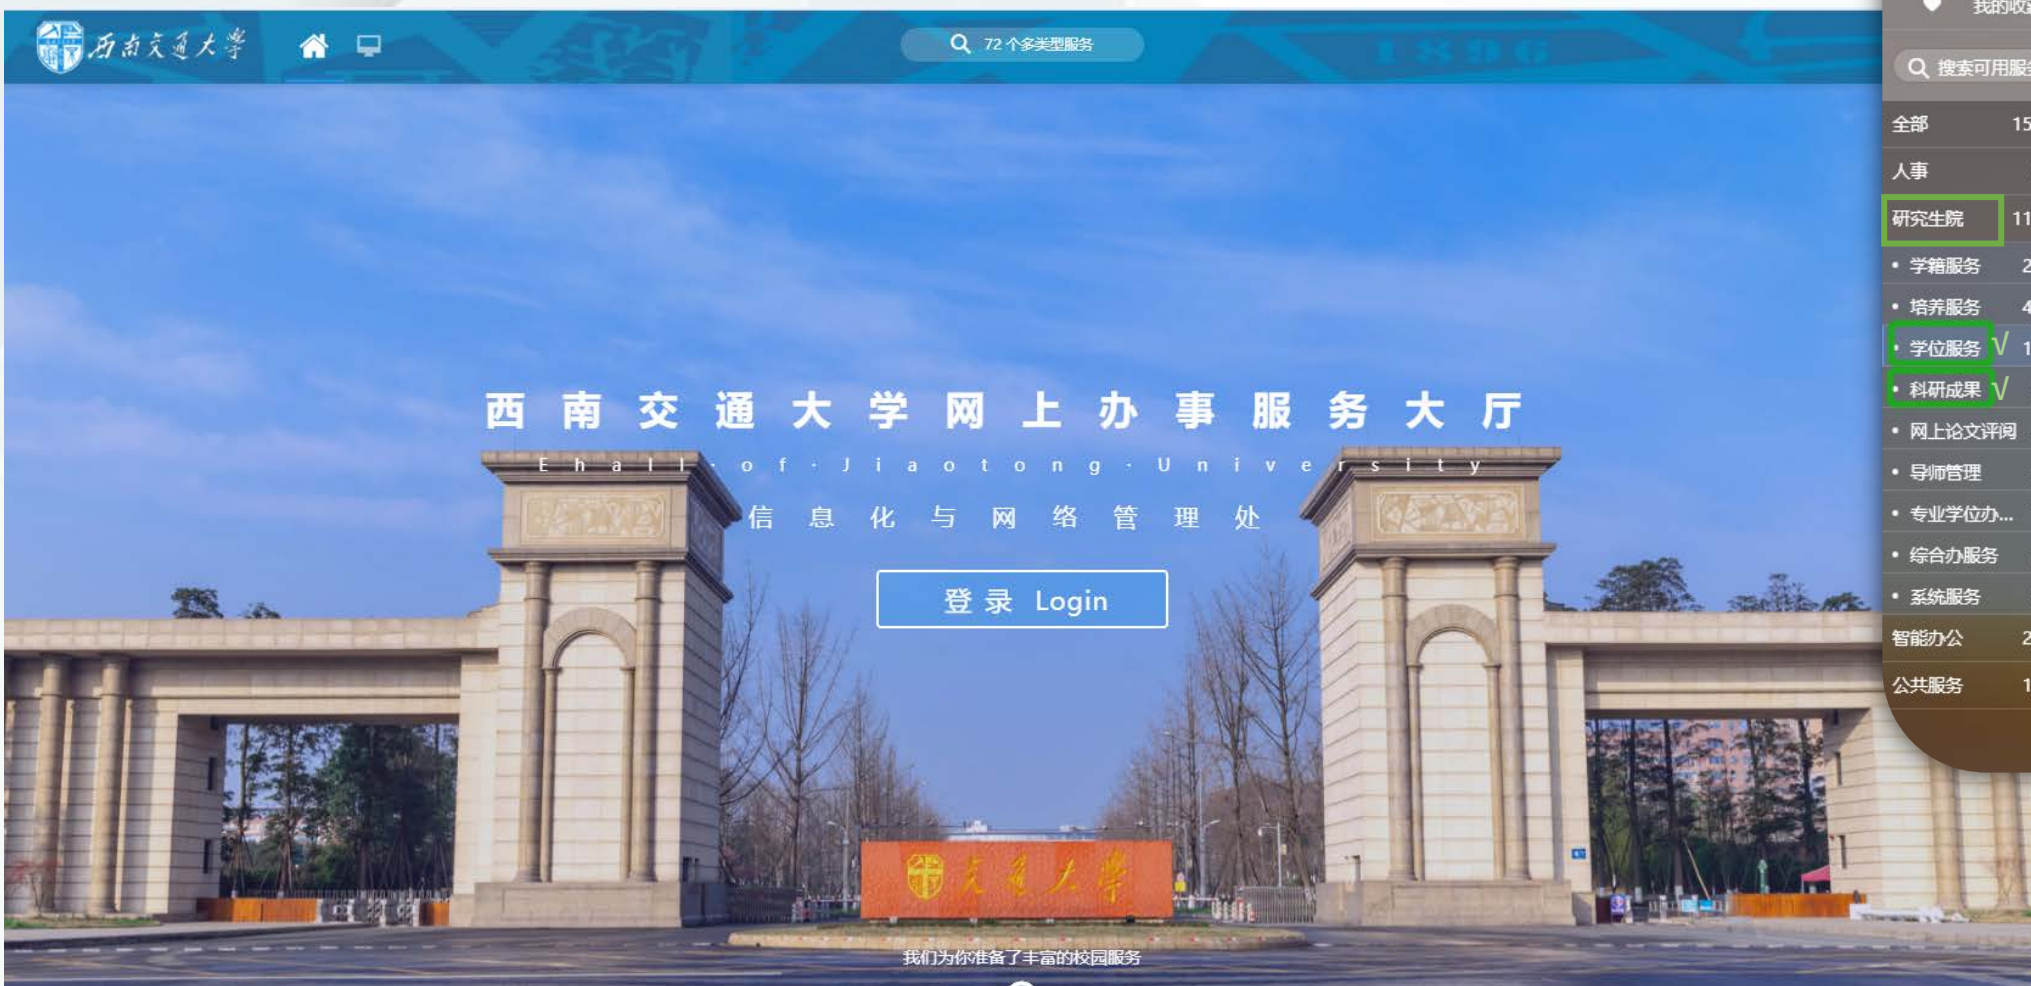 西南交通大学
72 个多类型服务
1896
西南交通大学网上办事服务大厅
Ehall·of·Jiaotong·University
信息化与网络管理处
登录 Login
交通大學
我们为你准备了丰富的校园服务
我的收
搜索可用服
全部 15
人事
研究生院 11
• 学籍服务 2
• 培养服务 4
• 学位服务 √ 1
• 科研成果 √
• 网上论文评阅
• 导师管理
• 专业学位办...
• 综合办服务
• 系统服务
智能办公 2
公共服务 1